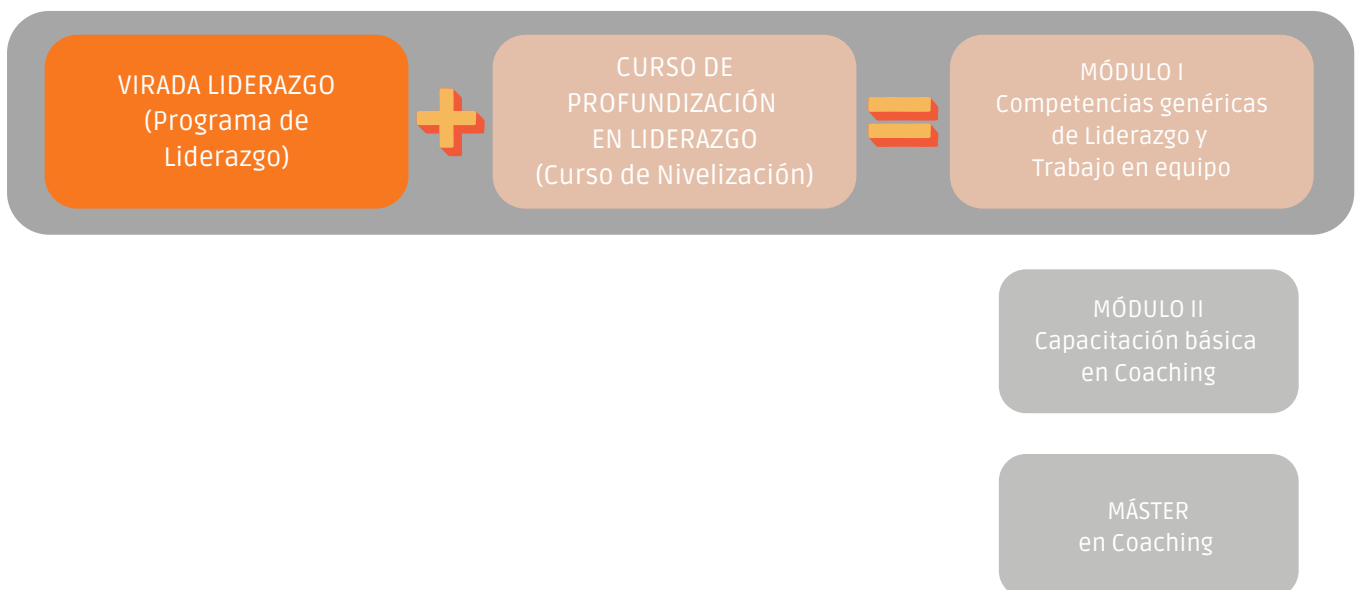 VIRADA LIDERAZGO
(Programa de
Liderazgo)
CURSO DE
PROFUNDIZACIÓN
EN LIDERAZGO
(Curso de Nivelización)
MÓDULO I
Competencias genéricas
de Liderazgo y
Trabajo en equipo
MÓDULO II
Capacitación básica
en Coaching
MÁSTER
en Coaching